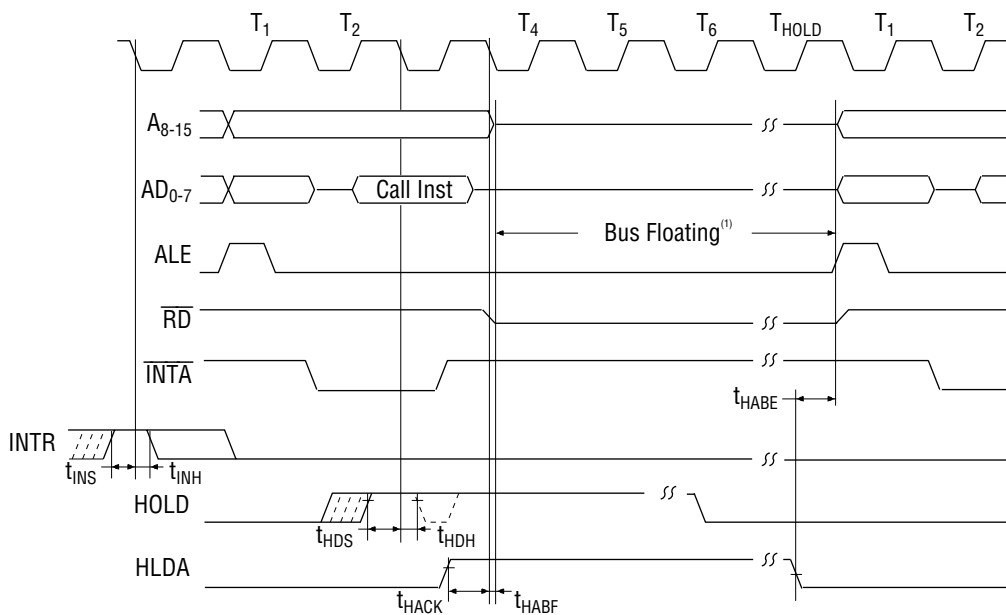 T1 T2 T4 T5 T6 THOLD T1 T2
A8-15
AD0-7 Call Inst
Bus Floating(1)
ALE
RD
INTA
tHABE
INTR
tINS tINH
HOLD
tHDS tHDH
HLDA
tHACK tHABF